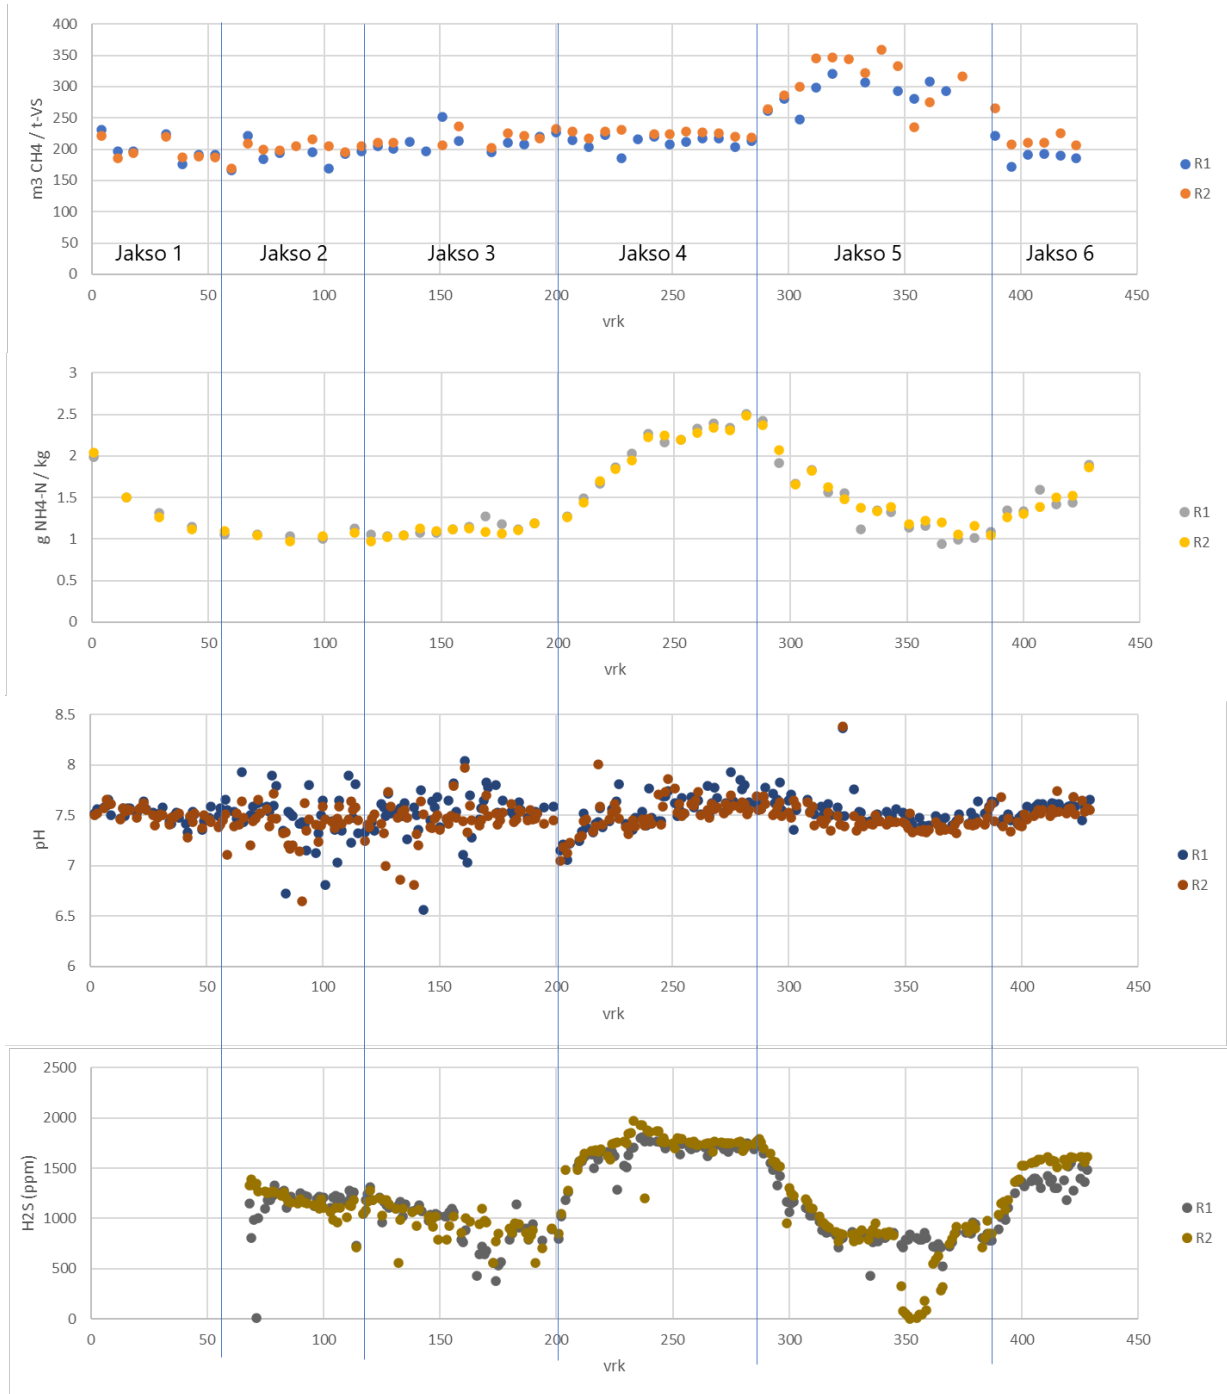 400
350
300
250
200
150
100
50
0
m3 CH4 / t-VS
Jakso 1 Jakso 2 Jakso 3 Jakso 4 Jakso 5 Jakso 6
R1
R2
0 50 100 150 200 250 300 350 400 450
vrk
3
2.5
2
1.5
1
0.5
0
g NH4-N / kg
R1
R2
0 50 100 150 200 250 300 350 400 450
vrk
8.5
8
7.5
7
6.5
6
pH
R1
R2
0 50 100 150 200 250 300 350 400 450
vrk
2500
2000
1500
1000
500
0
H2S (ppm)
R1
R2
0 50 100 150 200 250 300 350 400 450
vrk